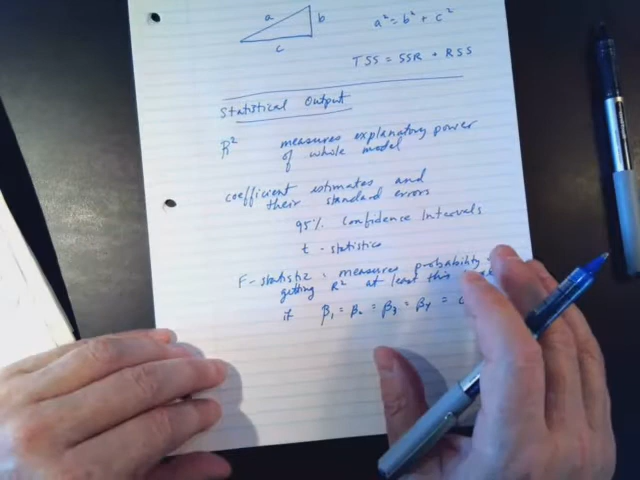 a
b
c
a² = b² + c²
TSS = SSR + RSS
Statistical Output
R² measures explanatory power
of whole model
coefficient estimates and
their standard errors
95% Confidence Intervals
t-statistics
F-statistic: measures probability
getting R² at least this
if β₁ = β₂ = β₃ = β₄ =